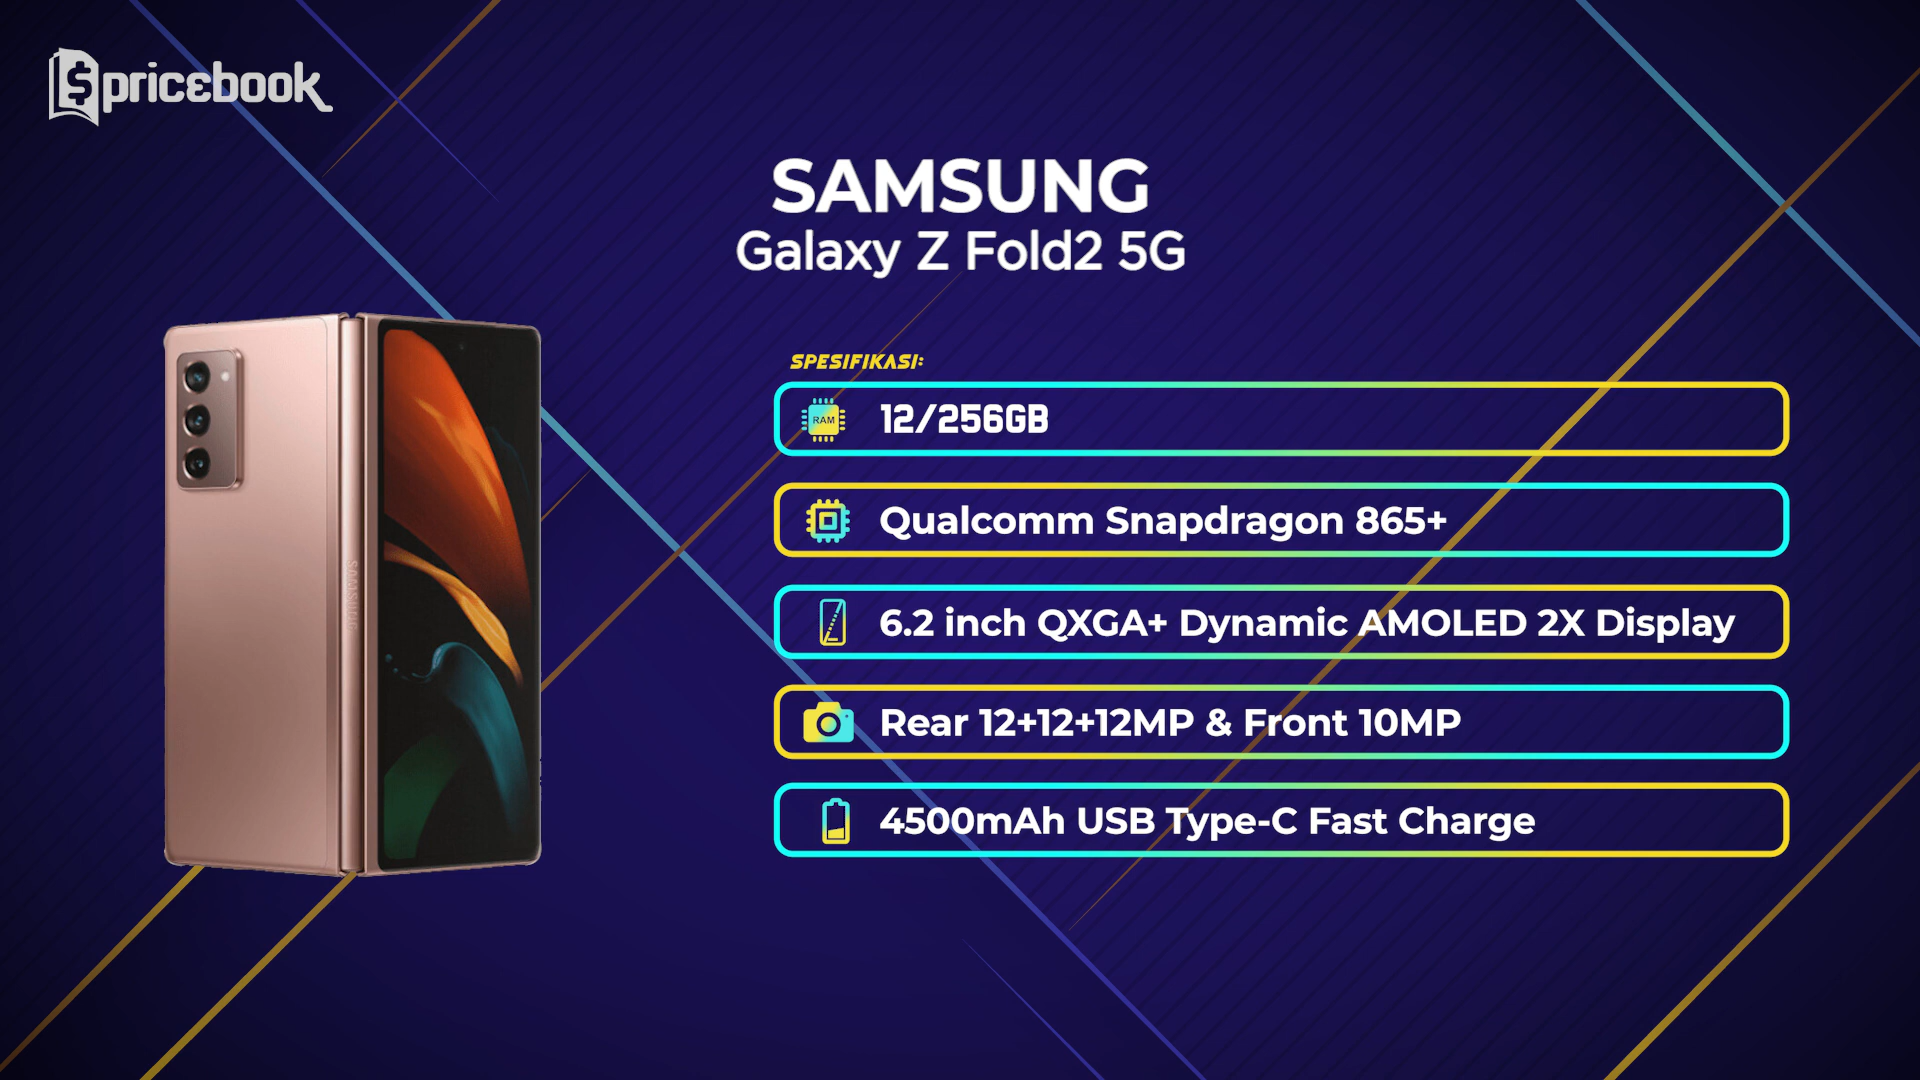 pricebook
SAMSUNG
Galaxy Z Fold2 5G
SPESIFIKASI:
RAM
12/256GB
Qualcomm Snapdragon 865+
6.2 inch QXGA+ Dynamic AMOLED 2X Display
Rear 12+12+12MP & Front 10MP
4500mAh USB Type-C Fast Charge
SAMSUNG